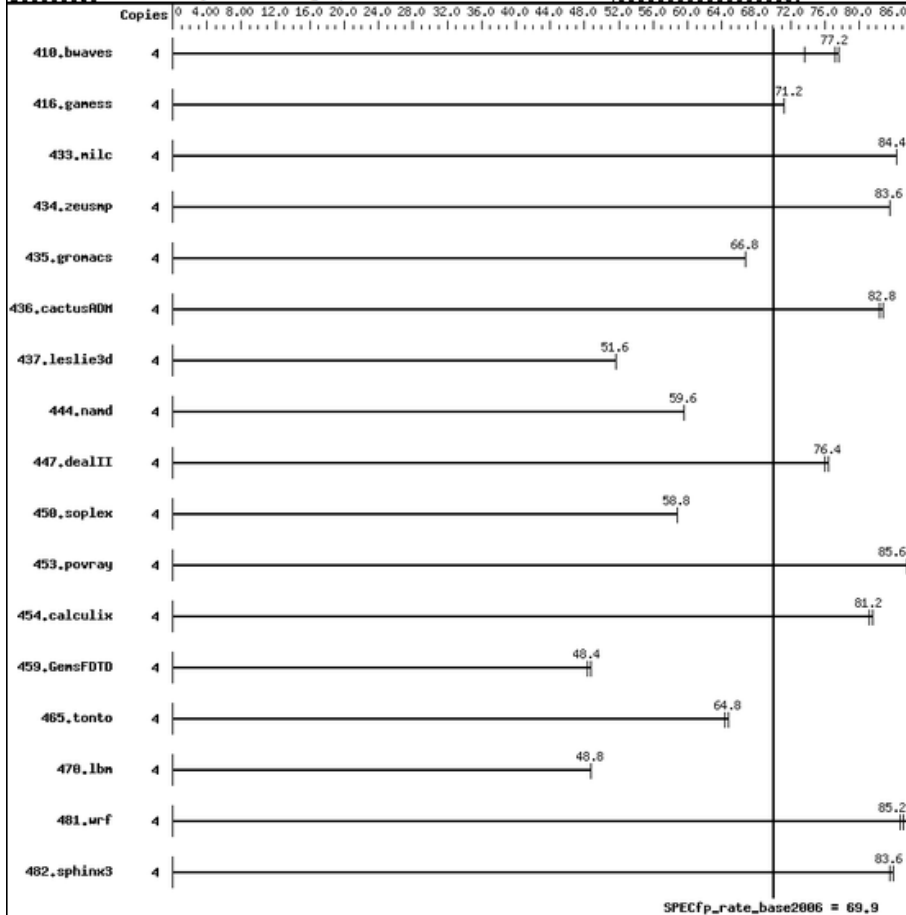 Copies 0 4.00 8.00 12.0 16.0 20.0 24.0 28.0 32.0 36.0 40.0 44.0 48.0 52.0 56.0 60.0 64.0 68.0 72.0 76.0 80.0 86.0
410.bwaves 4 77.2
416.gamess 4 71.2
433.milc 4 84.4
434.zeusmp 4 83.6
435.gromacs 4 66.8
436.cactusADM 4 82.8
437.leslie3d 4 51.6
444.namd 4 59.6
447.dealII 4 76.4
450.soplex 4 58.8
453.povray 4 85.6
454.calculix 4 81.2
459.GemsFDTD 4 48.4
465.tonto 4 64.8
470.lbm 4 48.8
481.wrf 4 85.2
482.sphinx3 4 83.6
SPECfp_rate_base2006 = 69.9